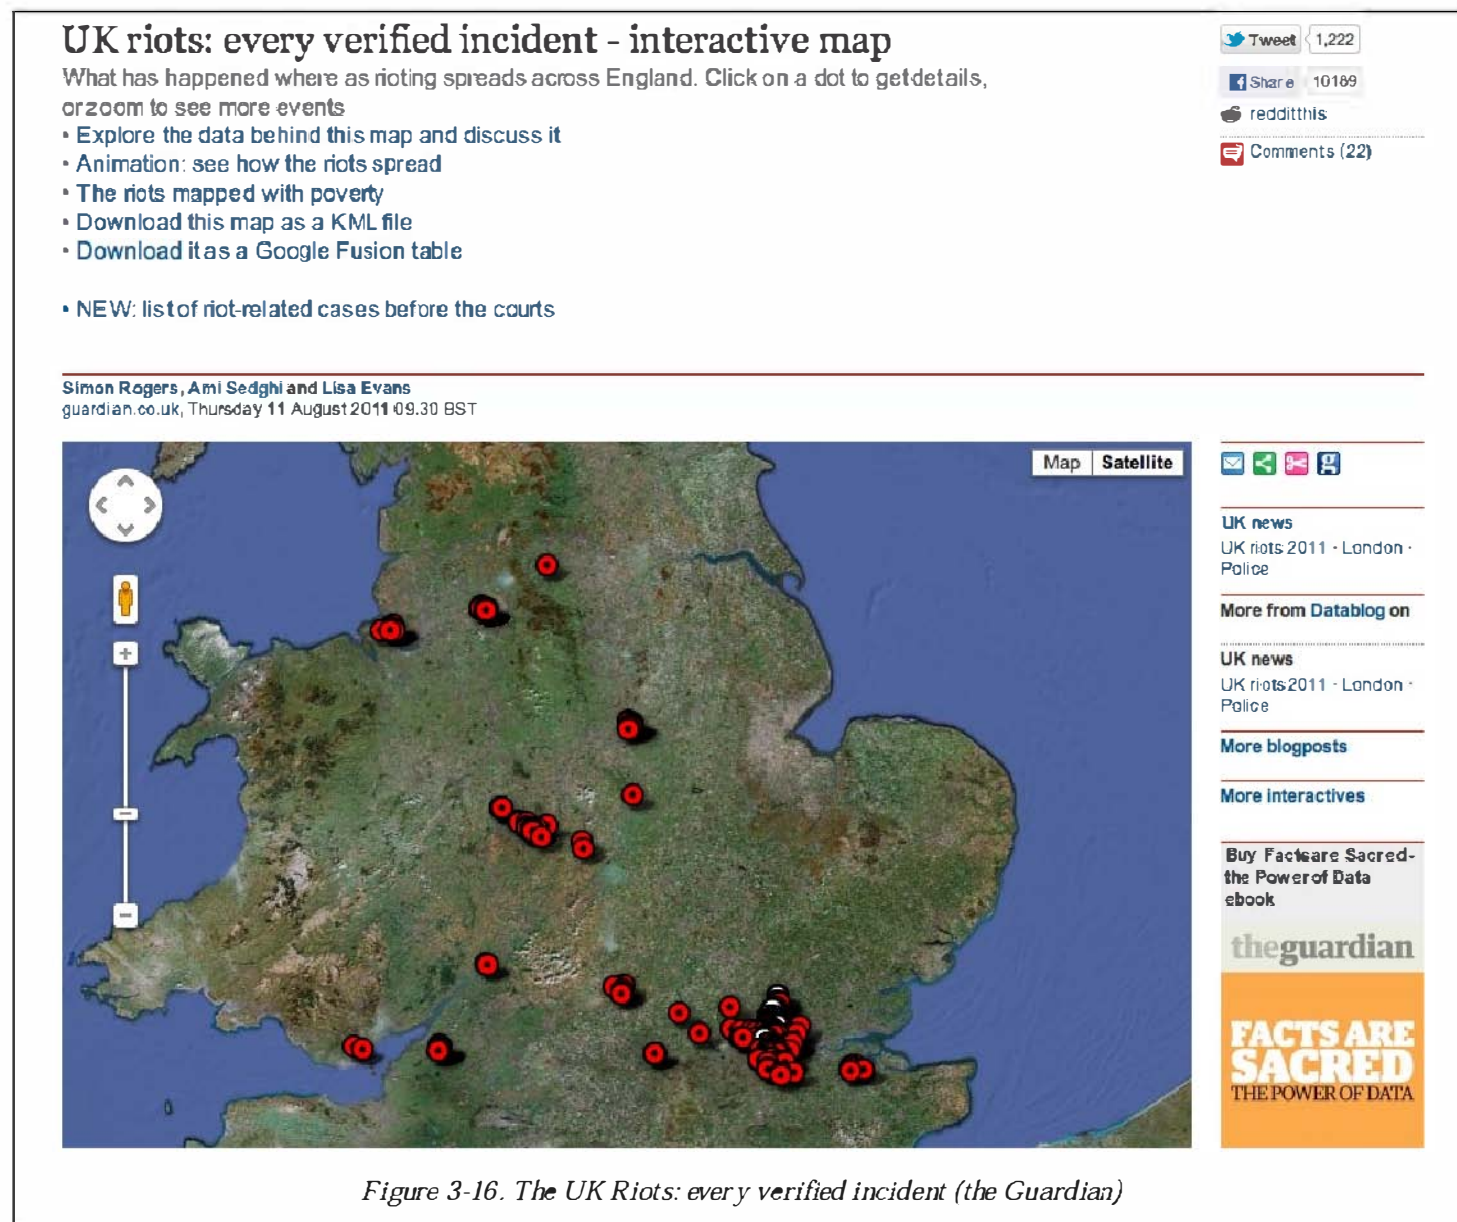 UK riots: every verified incident - interactive map
What has happened where as rioting spreads across England. Click on a dot to get details,
or zoom to see more events
• Explore the data behind this map and discuss it
• Animation: see how the riots spread
• The riots mapped with poverty
• Download this map as a KML file
• Download it as a Google Fusion table
• NEW: list of riot-related cases before the courts
Tweet 1,222
Share 10189
reddit this
Comments (22)
Simon Rogers, Ami Sedghi and Lisa Evans
guardian.co.uk, Thursday 11 August 2011 09.30 BST
Map Satellite
UK news
UK riots 2011 · London ·
Police
More from Datablog on
UK news
UK riots 2011 · London ·
Police
More blogposts
More interactives
Buy Facts are Sacred-
the Power of Data
ebook
theguardian
FACTS ARE
SACRED
THE POWER OF DATA
Figure 3-16. The UK Riots: every verified incident (the Guardian)